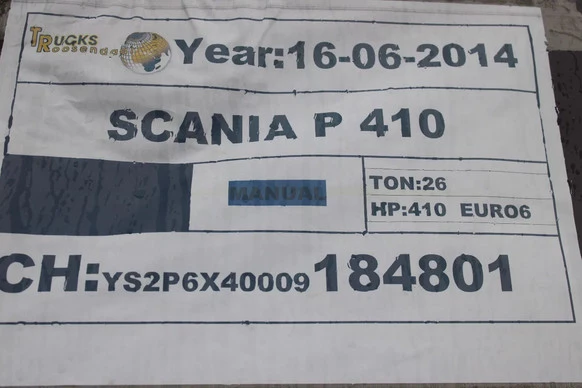 TRUCKS Roosendaal
Year:16-06-2014
SCANIA P 410
MANUAL
TON:26
HP:410 EURO6
CH:YS2P6X40009184801